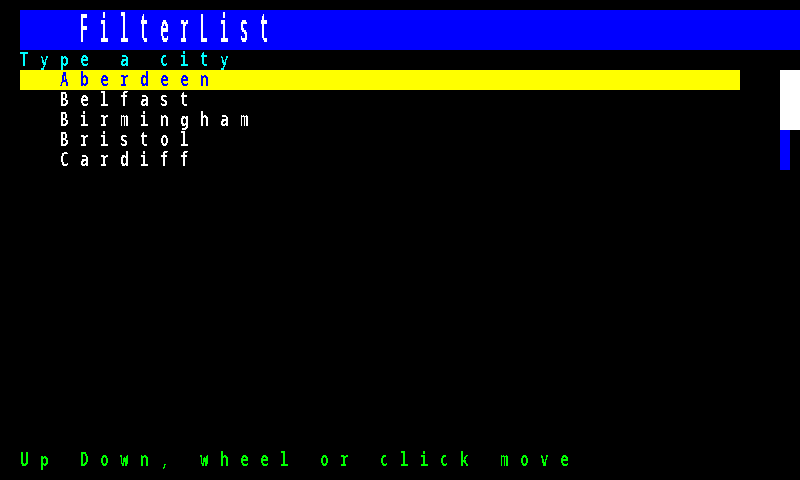 FilterList
Type a city
Aberdeen
Belfast
Birmingham
Bristol
Cardiff
Up Down, wheel or click move